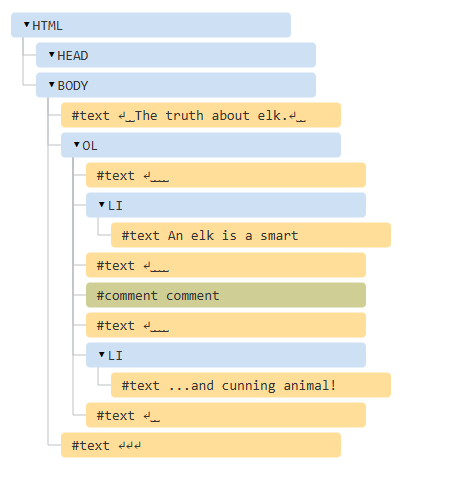 HTML
HEAD
BODY
#text ↵␣␣The truth about elk.↵␣␣
OL
#text ↵␣␣␣␣
LI
#text An elk is a smart
#text ↵␣␣␣␣
#comment comment
#text ↵␣␣␣␣
LI
#text ...and cunning animal!
#text ↵␣␣
#text ↵↵↵